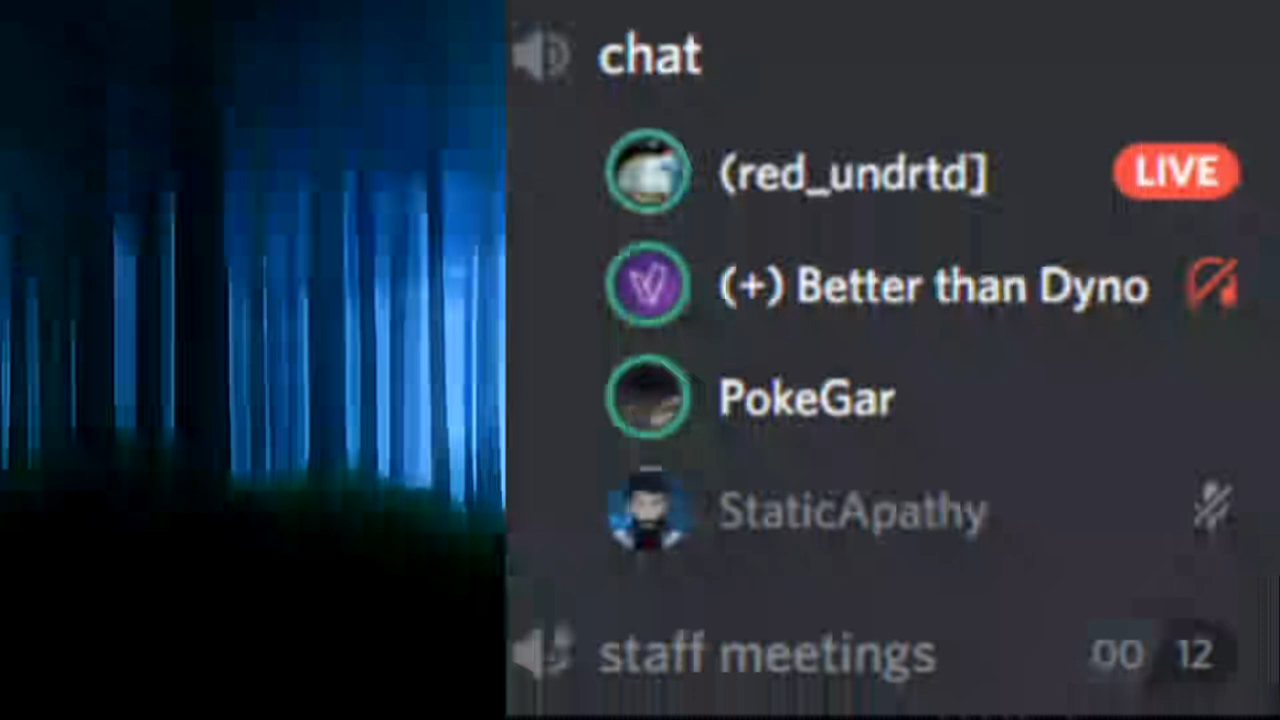 chat
(red_undrtd] LIVE
(+) Better than Dyno
PokeGar
StaticApathy
staff meetings 00 12